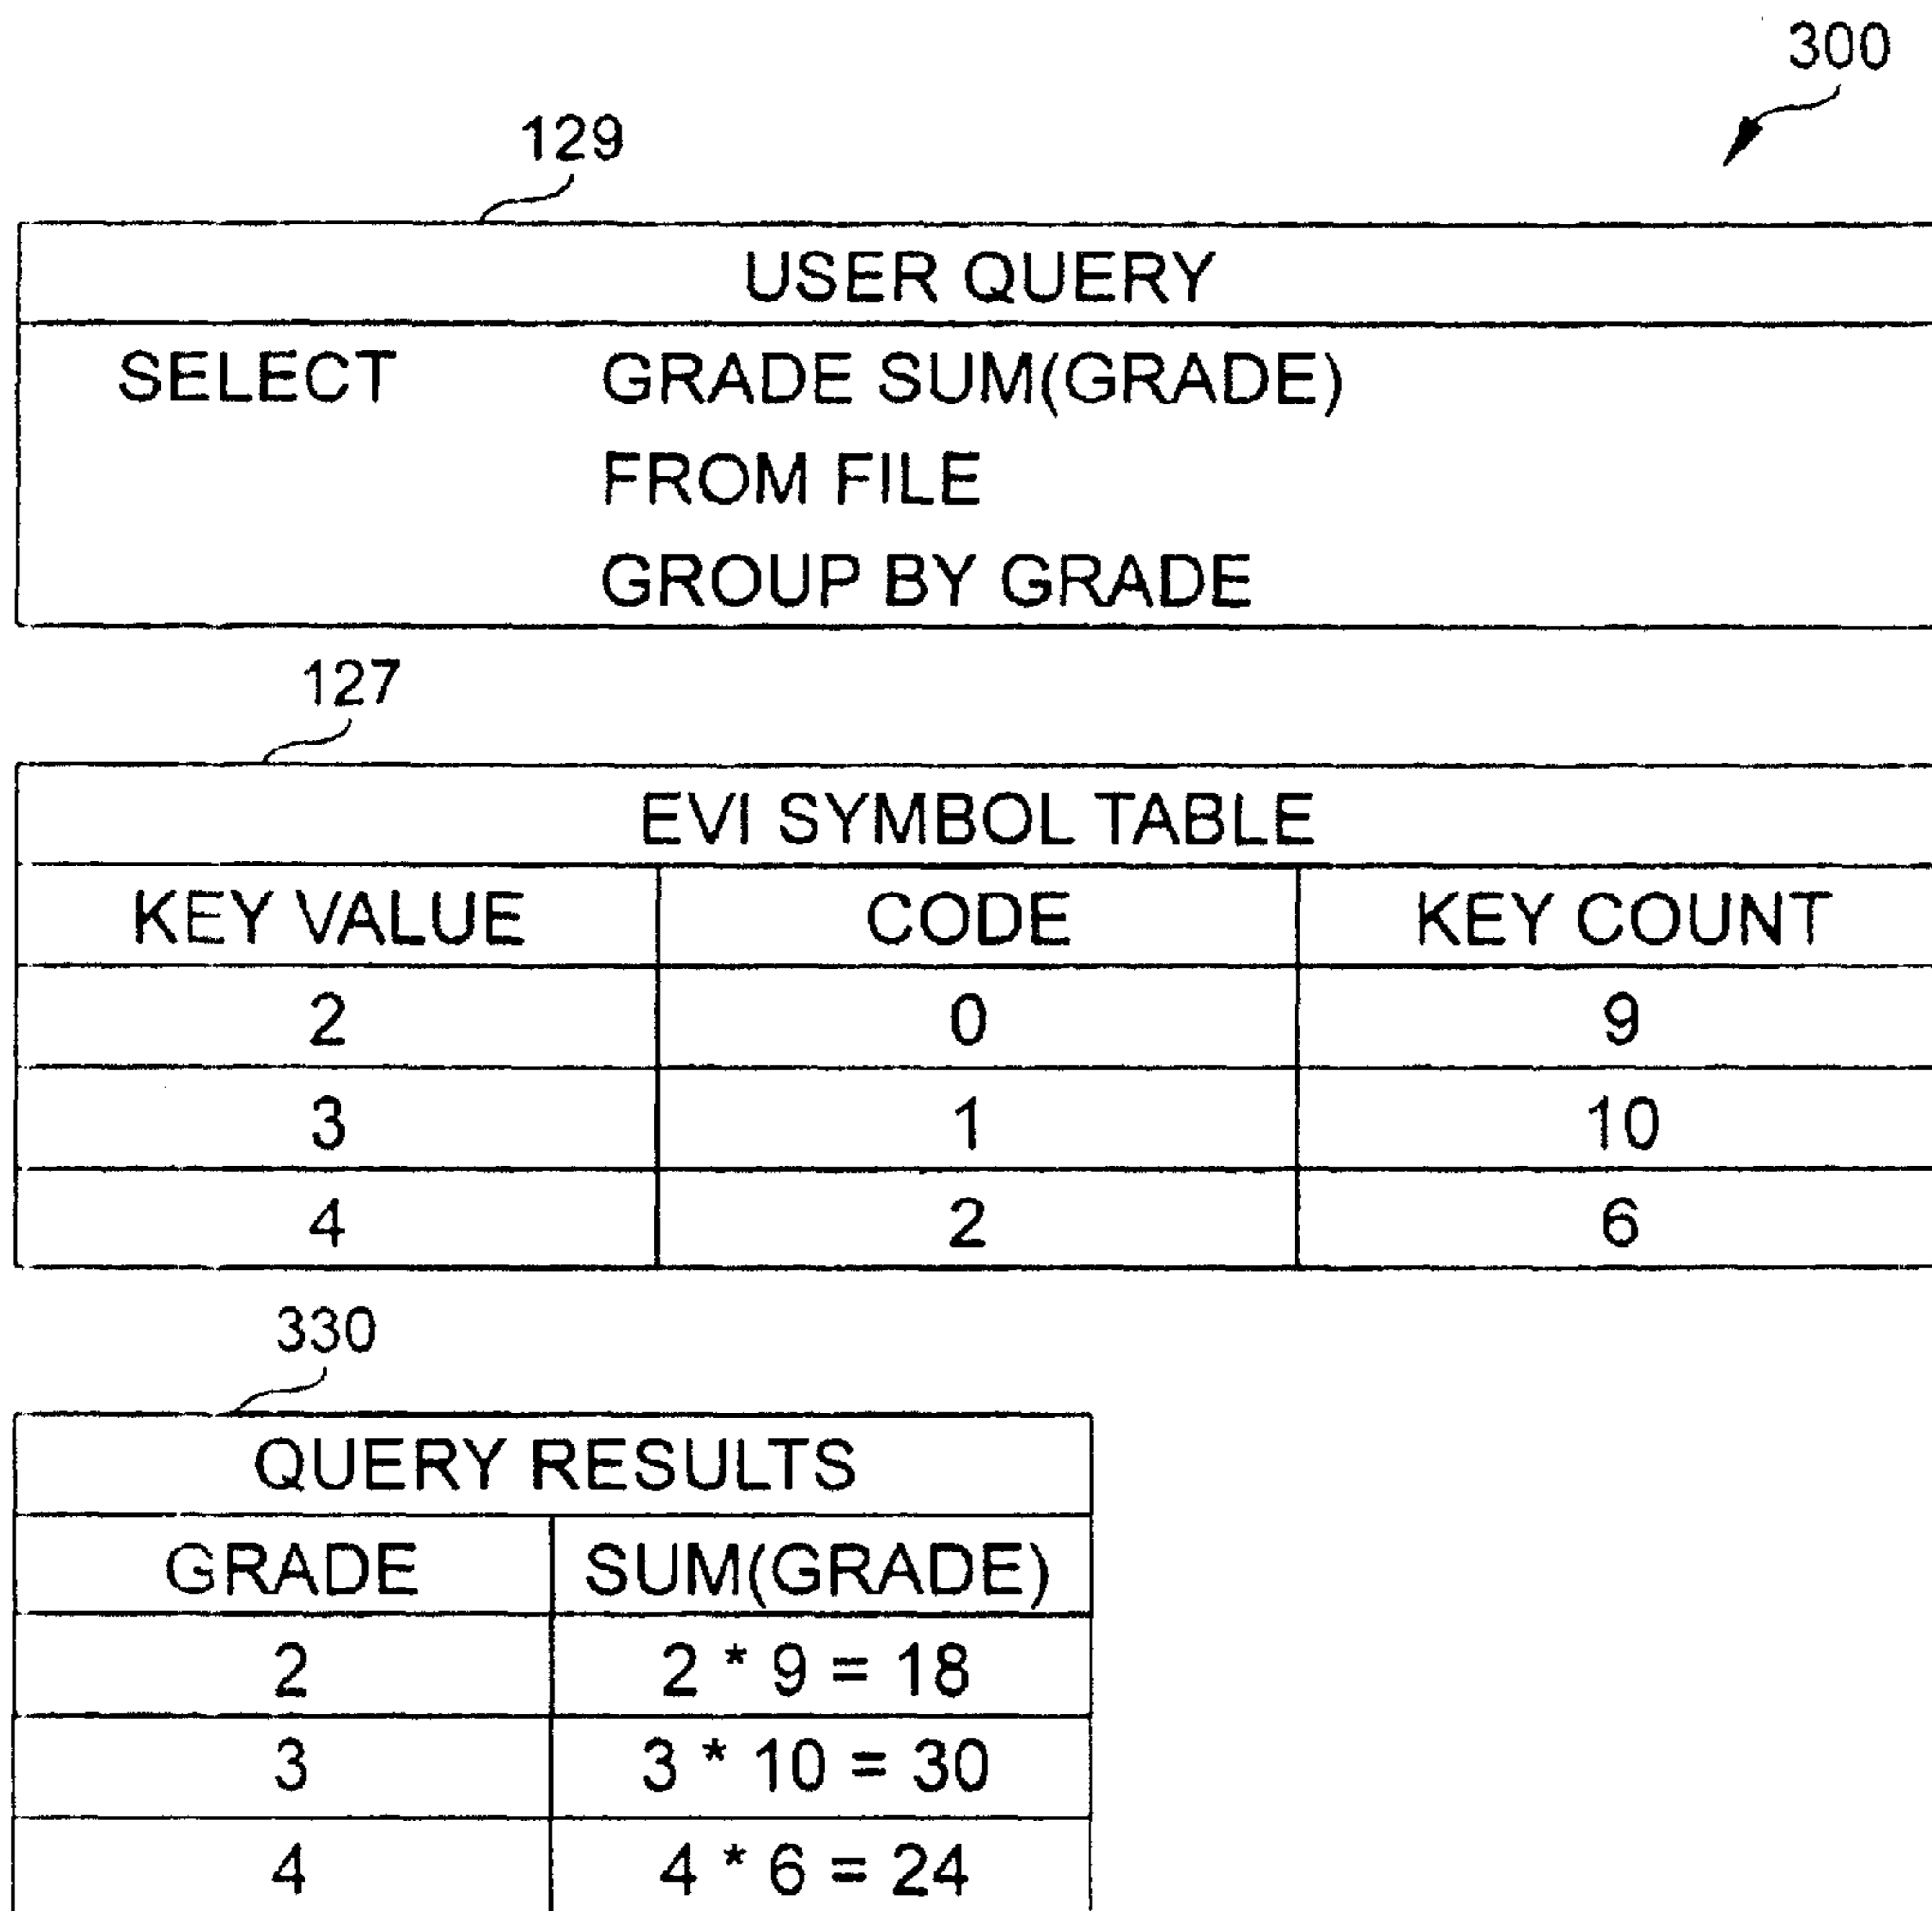 300
129
USER QUERY
SELECT GRADE SUM(GRADE)
FROM FILE
GROUP BY GRADE
127
EVI SYMBOL TABLE
KEY VALUE CODE KEY COUNT
2 0 9
3 1 10
4 2 6
330
QUERY RESULTS
GRADE SUM(GRADE)
2 2 * 9 = 18
3 3 * 10 = 30
4 4 * 6 = 24